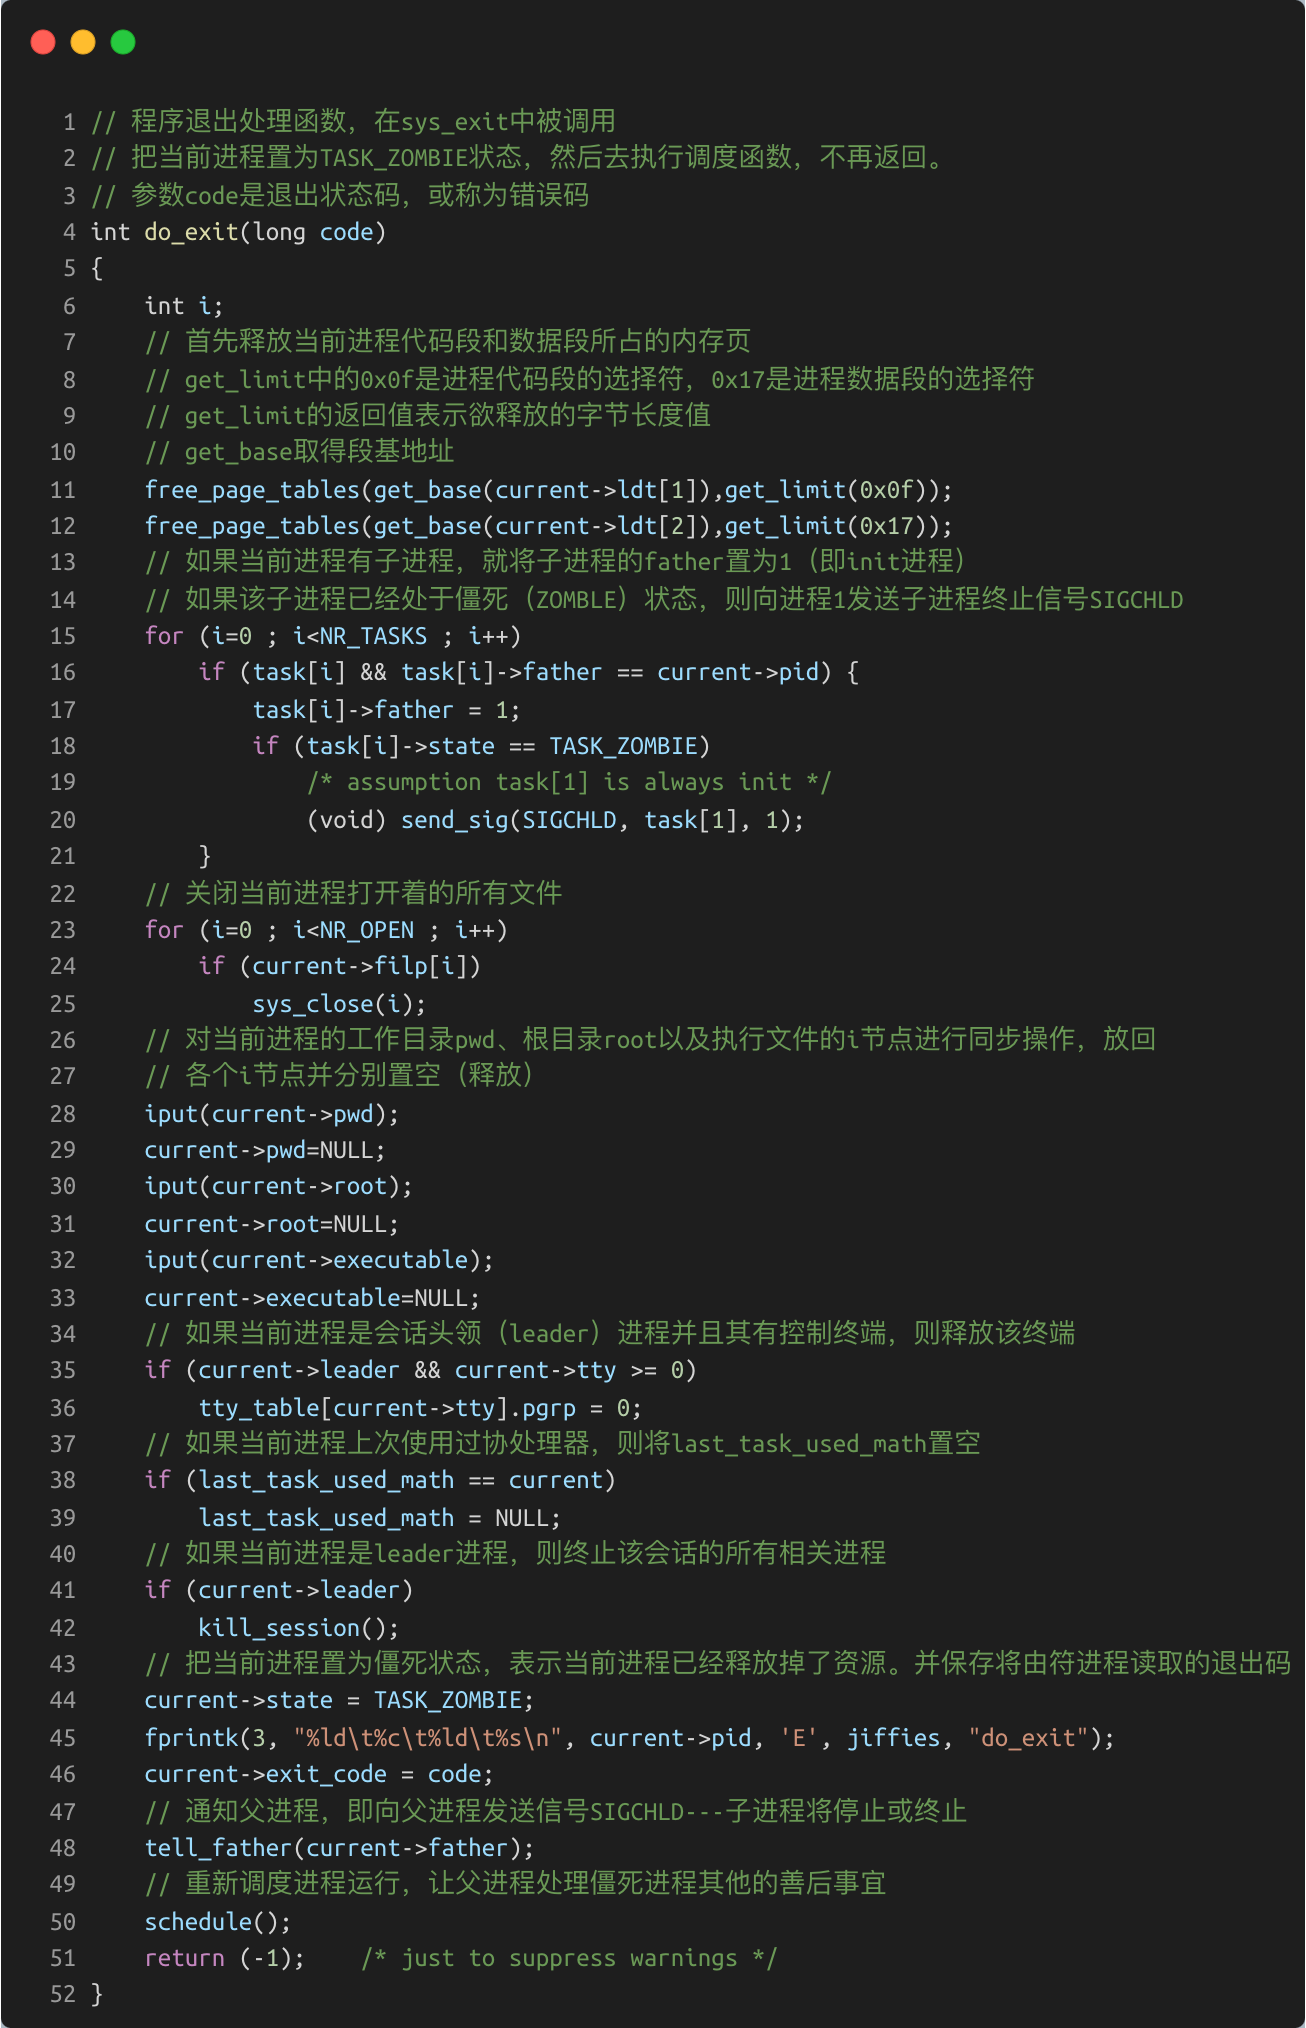 1 // 程序退出处理函数，在sys_exit中被调用
2 // 把当前进程置为TASK_ZOMBIE状态，然后去执行调度函数，不再返回。
3 // 参数code是退出状态码，或称为错误码
4 int do_exit(long code)
5 {
6     int i;
7     // 首先释放当前进程代码段和数据段所占的内存页
8     // get_limit中的0x0f是进程代码段的选择符，0x17是进程数据段的选择符
9     // get_limit的返回值表示欲释放的字节长度值
10     // get_base取得段基地址
11     free_page_tables(get_base(current->ldt[1]),get_limit(0x0f));
12     free_page_tables(get_base(current->ldt[2]),get_limit(0x17));
13     // 如果当前进程有子进程，就将子进程的father置为1（即init进程）
14     // 如果该子进程已经处于僵死（ZOMBLE）状态，则向进程1发送子进程终止信号SIGCHLD
15     for (i=0 ; i<NR_TASKS ; i++)
16         if (task[i] && task[i]->father == current->pid) {
17             task[i]->father = 1;
18             if (task[i]->state == TASK_ZOMBIE)
19                 /* assumption task[1] is always init */
20                 (void) send_sig(SIGCHLD, task[1], 1);
21         }
22     // 关闭当前进程打开着的所有文件
23     for (i=0 ; i<NR_OPEN ; i++)
24         if (current->filp[i])
25             sys_close(i);
26     // 对当前进程的工作目录pwd、根目录root以及执行文件的i节点进行同步操作，放回
27     // 各个i节点并分别置空（释放）
28     iput(current->pwd);
29     current->pwd=NULL;
30     iput(current->root);
31     current->root=NULL;
32     iput(current->executable);
33     current->executable=NULL;
34     // 如果当前进程是会话头领（leader）进程并且其有控制终端，则释放该终端
35     if (current->leader && current->tty >= 0)
36         tty_table[current->tty].pgrp = 0;
37     // 如果当前进程上次使用过协处理器，则将last_task_used_math置空
38     if (last_task_used_math == current)
39         last_task_used_math = NULL;
40     // 如果当前进程是leader进程，则终止该会话的所有相关进程
41     if (current->leader)
42         kill_session();
43     // 把当前进程置为僵死状态，表示当前进程已经释放掉了资源。并保存将由符进程读取的退出码
44     current->state = TASK_ZOMBIE;
45     fprintk(3, "%ld\t%c\t%ld\t%s\n", current->pid, 'E', jiffies, "do_exit");
46     current->exit_code = code;
47     // 通知父进程，即向父进程发送信号SIGCHLD---子进程将停止或终止
48     tell_father(current->father);
49     // 重新调度进程运行，让父进程处理僵死进程其他的善后事宜
50     schedule();
51     return (-1);    /* just to suppress warnings */
52 }